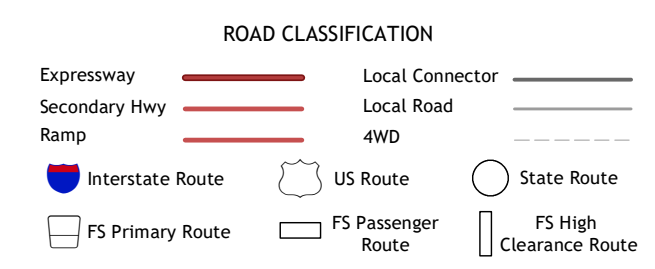 ROAD CLASSIFICATION
Expressway
Local Connector
Secondary Hwy
Local Road
Ramp
4WD
Interstate Route
US Route
State Route
FS Primary Route
FS Passenger
Route
FS High
Clearance Route